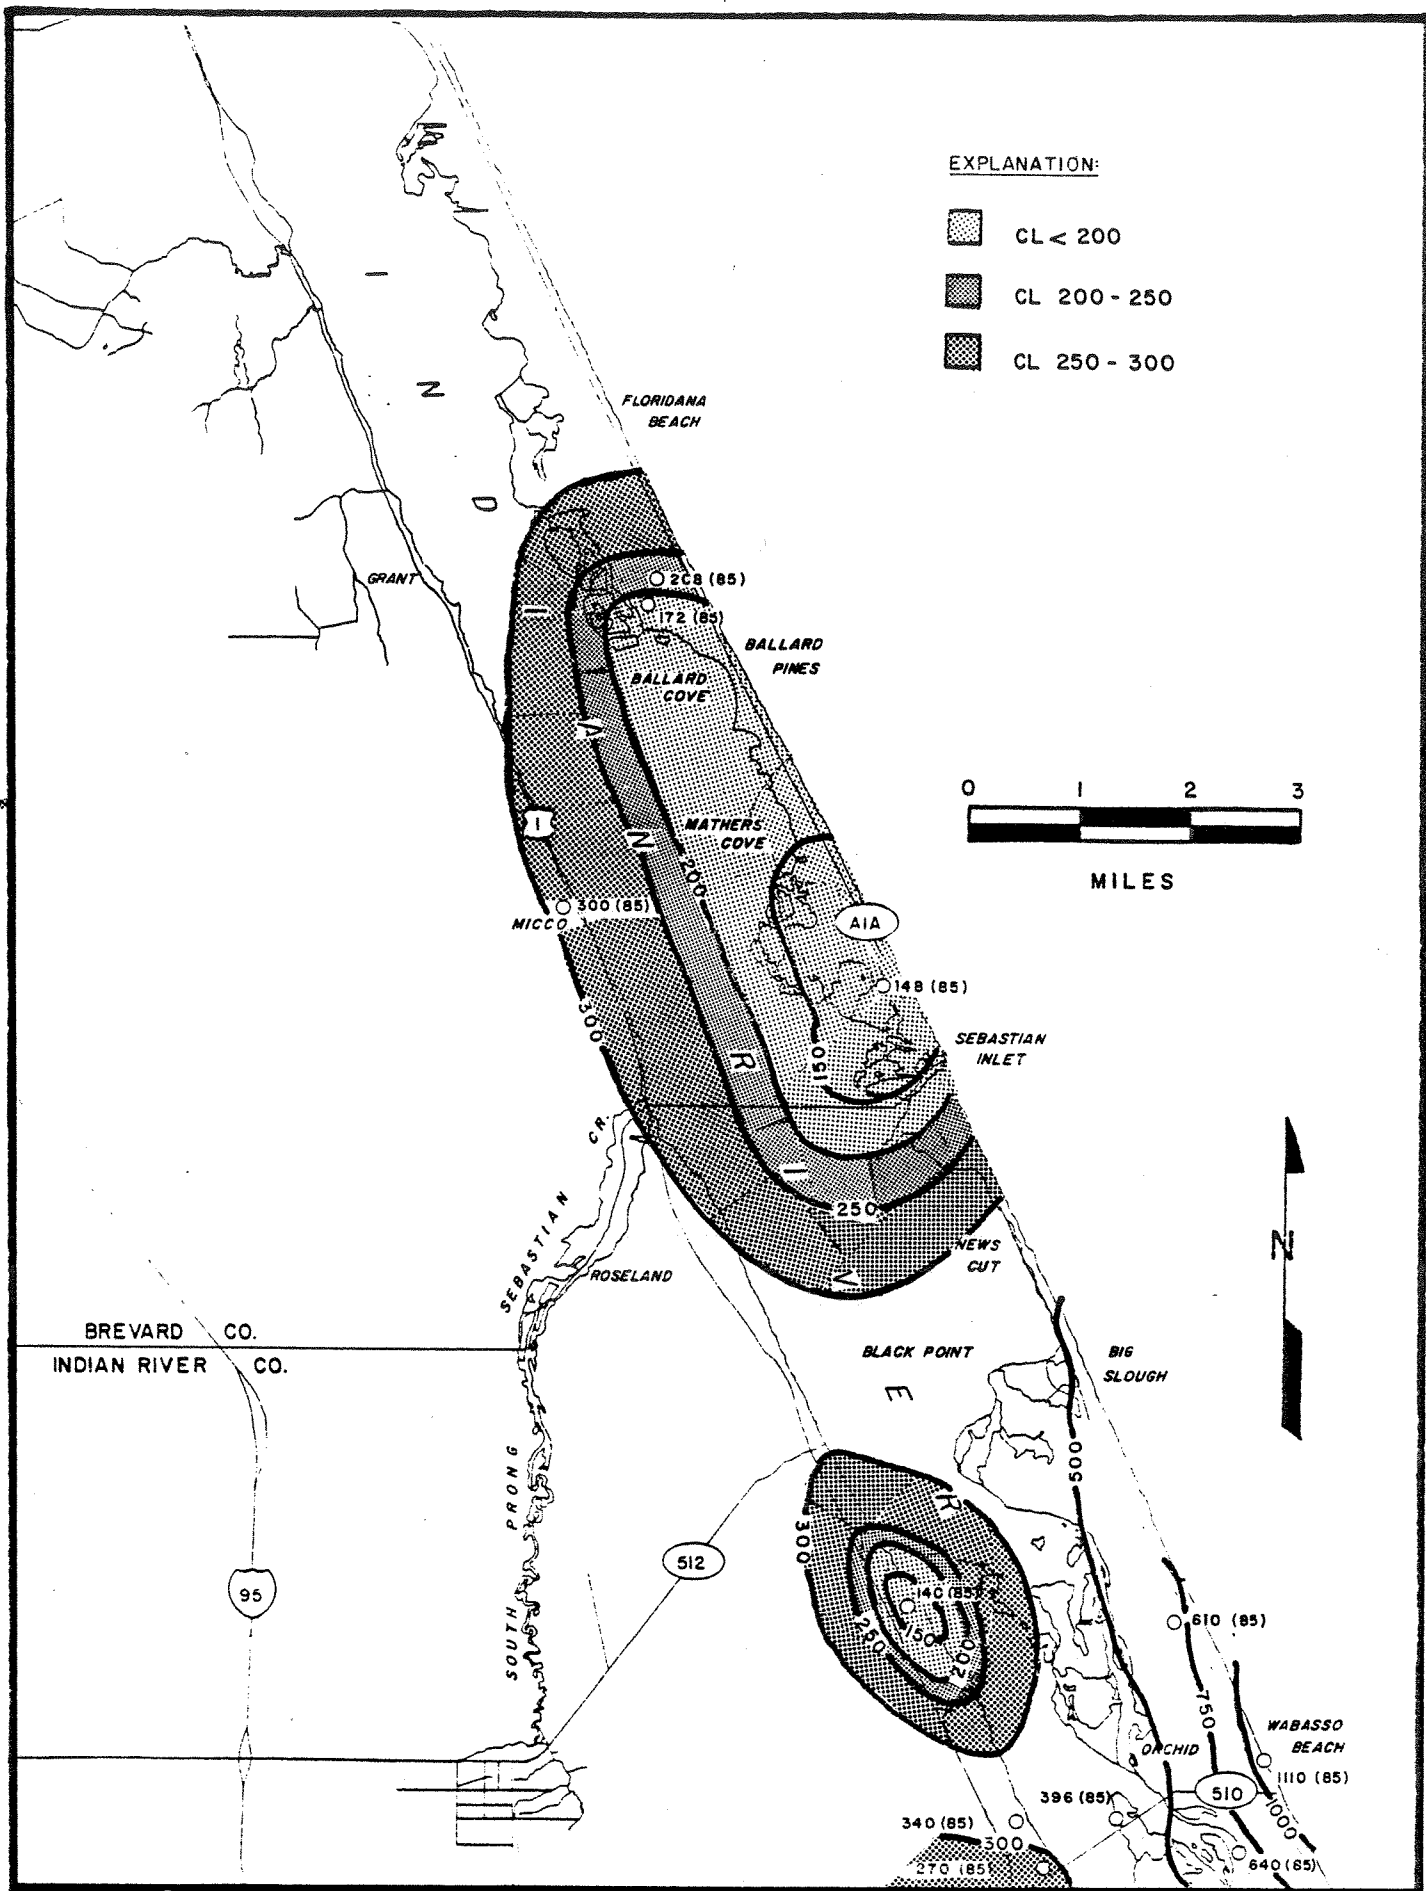 EXPLANATION:
CL < 200
CL 200 - 250
CL 250 - 300
I
N
D
I
A
N
R
I
V
E
R
FLORIDANA
BEACH
GRANT
2C8 (85)
172 (85)
BALLARD
PINES
BALLARD
COVE
0 1 2 3
MILES
1
MATHERS
COVE
200
300 (85)
MICCO
A1A
148 (85)
300
150
SEBASTIAN
INLET
SEBASTIAN CR.
250
NEWS
CUT
ROSELAND
N
BREVARD CO.
INDIAN RIVER CO.
BLACK POINT
BIG
SLOUGH
500
SOUTH PRONG
300
512
95
14C (85)
150
250
200
610 (85)
750
WABASSO
BEACH
ORCHID
1110 (85)
510
1000
396 (85)
340 (85)
300
270 (85)
640 (85)